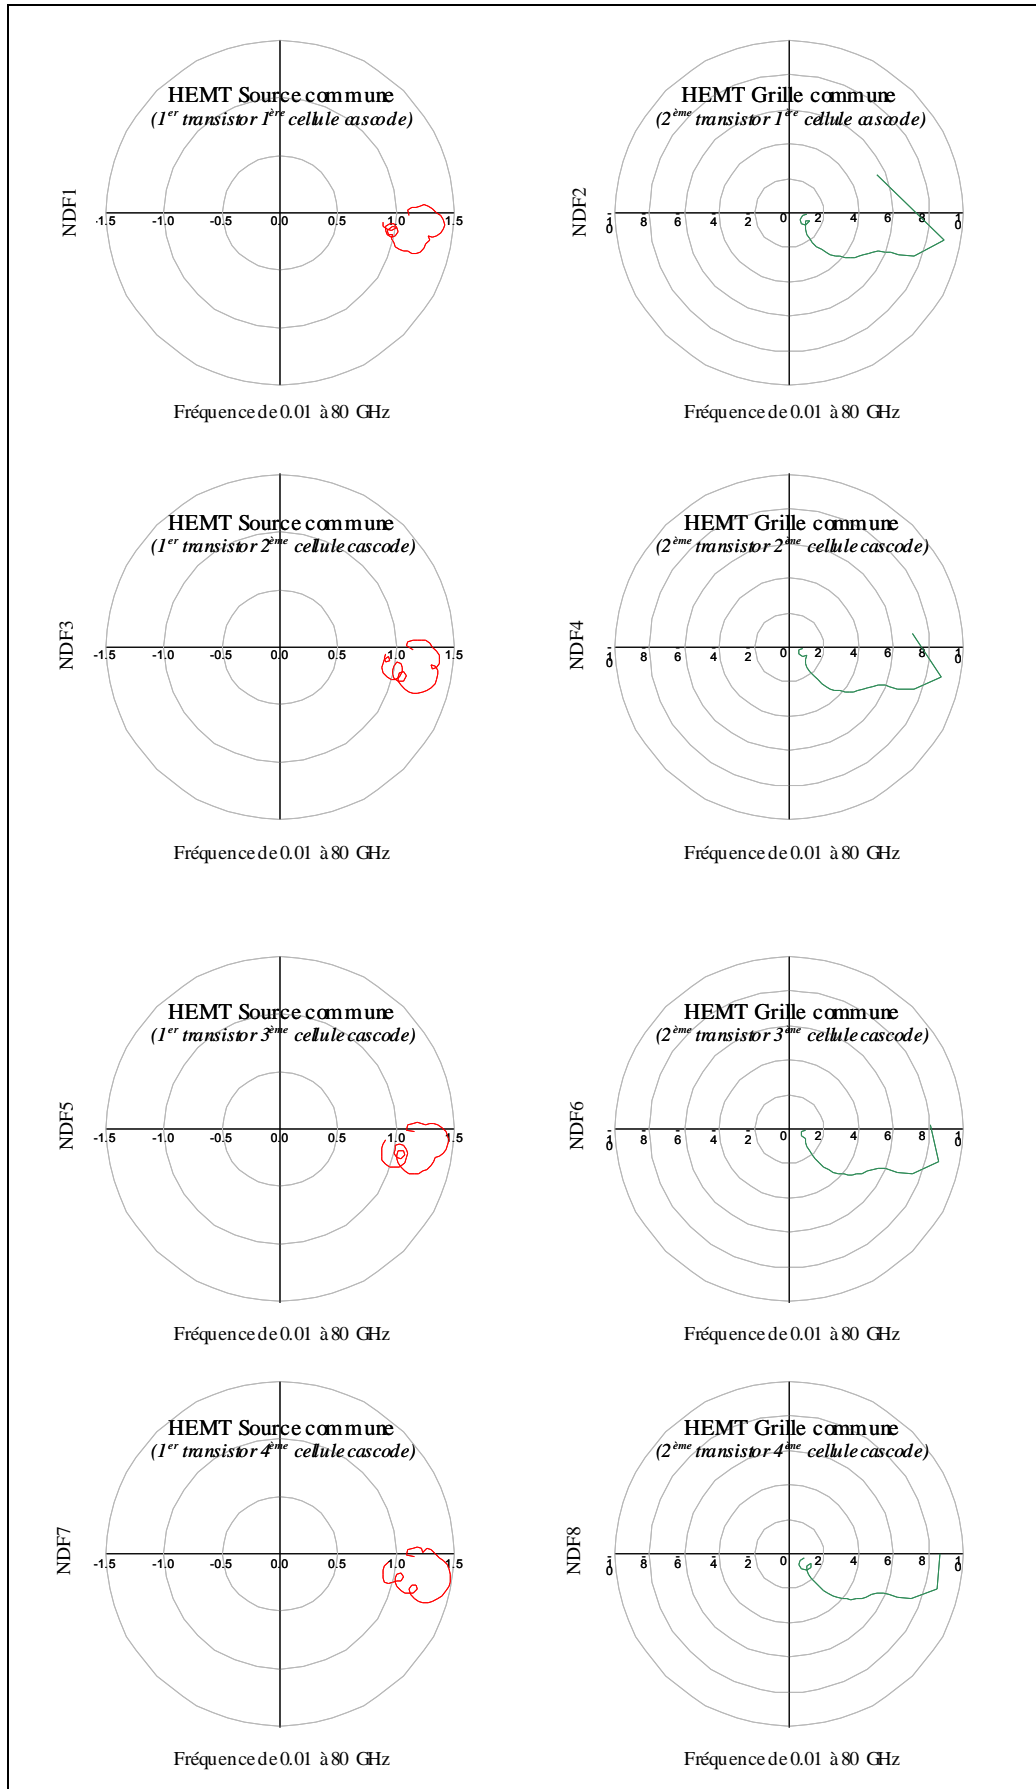 HEMT Source commune
(1er transistor 1ère cellule cascode)
NDF1
-1.5 -1.0 -0.5 0.0 0.5 1.0 1.5
Fréquence de 0.01 à 80 GHz
HEMT Grille commune
(2ème transistor 1ère cellule cascode)
NDF2
-10 8 6 4 2 0 2 4 6 8 10
Fréquence de 0.01 à 80 GHz
HEMT Source commune
(1er transistor 2ème cellule cascode)
NDF3
-1.5 -1.0 -0.5 0.0 0.5 1.0 1.5
Fréquence de 0.01 à 80 GHz
HEMT Grille commune
(2ème transistor 2ème cellule cascode)
NDF4
-10 8 6 4 2 0 2 4 6 8 10
Fréquence de 0.01 à 80 GHz
HEMT Source commune
(1er transistor 3ème cellule cascode)
NDF5
-1.5 -1.0 -0.5 0.0 0.5 1.0 1.5
Fréquence de 0.01 à 80 GHz
HEMT Grille commune
(2ème transistor 3ème cellule cascode)
NDF6
-10 8 6 4 2 0 2 4 6 8 10
Fréquence de 0.01 à 80 GHz
HEMT Source commune
(1er transistor 4ème cellule cascode)
NDF7
-1.5 -1.0 -0.5 0.0 0.5 1.0 1.5
Fréquence de 0.01 à 80 GHz
HEMT Grille commune
(2ème transistor 4ème cellule cascode)
NDF8
-10 8 6 4 2 0 2 4 6 8 10
Fréquence de 0.01 à 80 GHz